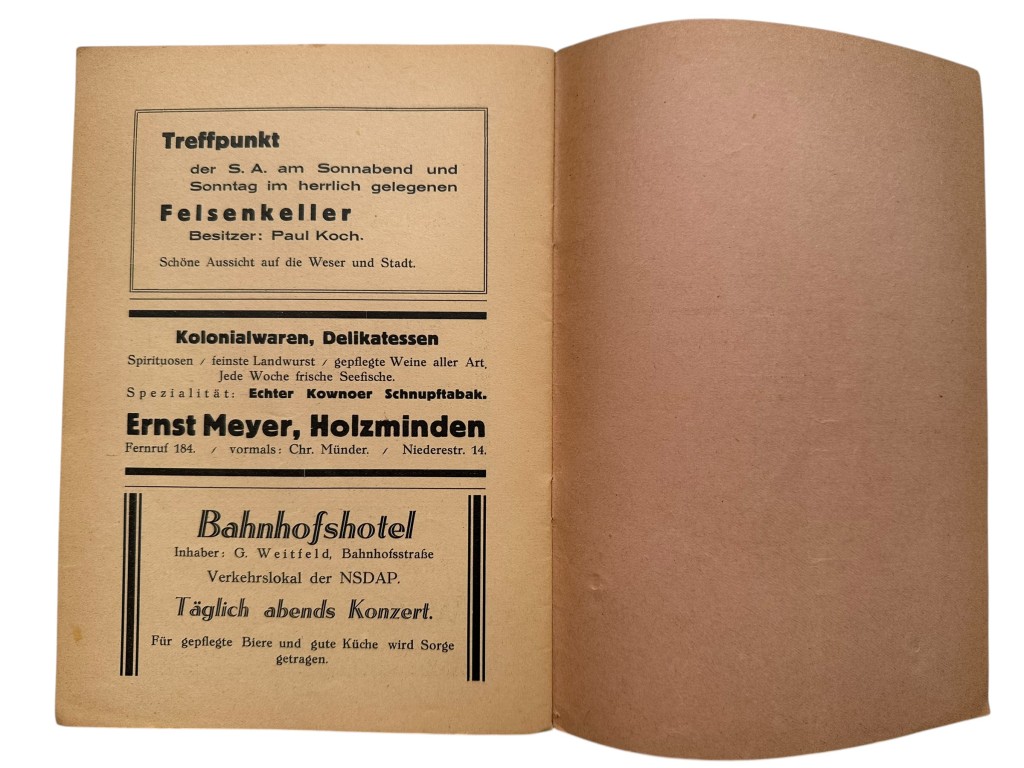 Treffpunkt
der S. A. am Sonnabend und
Sonntag im herrlich gelegenen
Felsenkeller
Besitzer: Paul Koch.
Schöne Aussicht auf die Weser und Stadt.
Kolonialwaren, Delikatessen
Spirituosen / feinste Landwurst / gepflegte Weine aller Art,
Jede Woche frische Seefische.
Spezialität: Echter Kownoer Schnupftabak.
Ernst Meyer, Holzminden
Fernruf 184. / vormals: Chr. Münder. / Niederestr. 14.
Bahnhofshotel
Inhaber: G. Weitfeld, Bahnhofsstraße
Verkehrslokal der NSDAP.
Täglich abends Konzert.
Für gepflegte Biere und gute Küche wird Sorge
getragen.